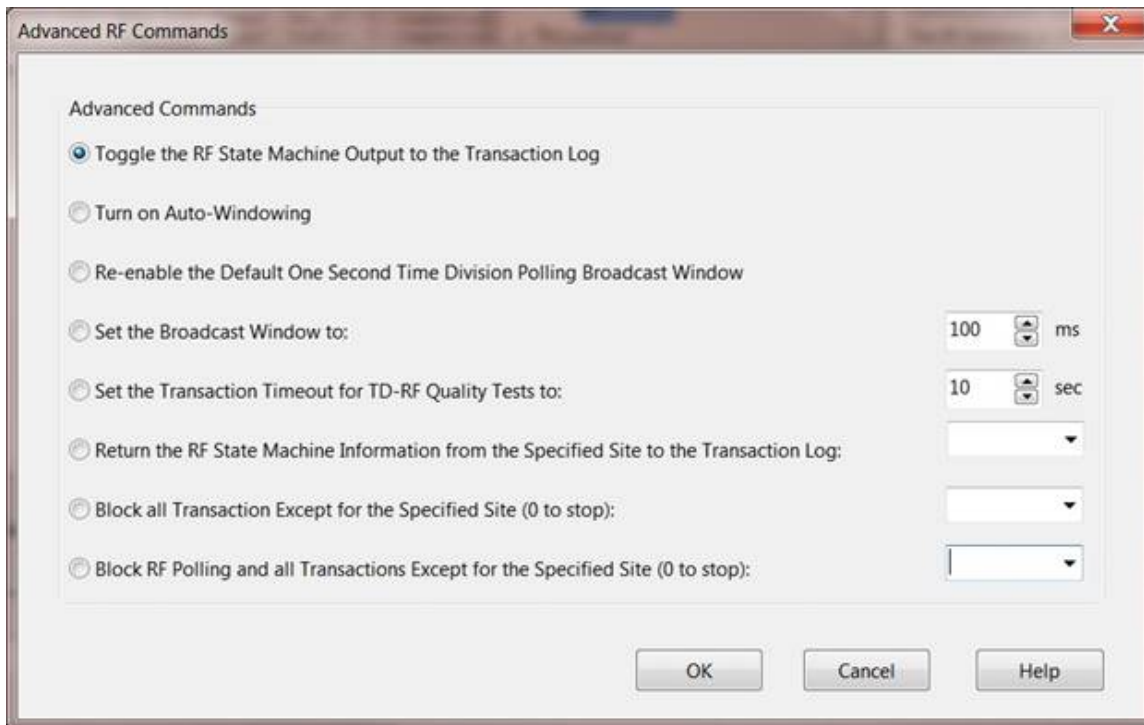 Advanced RF Commands
Advanced Commands
Toggle the RF State Machine Output to the Transaction Log
Turn on Auto-Windowing
Re-enable the Default One Second Time Division Polling Broadcast Window
Set the Broadcast Window to: 100 ms
Set the Transaction Timeout for TD-RF Quality Tests to: 10 sec
Return the RF State Machine Information from the Specified Site to the Transaction Log:
Block all Transaction Except for the Specified Site (0 to stop):
Block RF Polling and all Transactions Except for the Specified Site (0 to stop):
OK Cancel Help